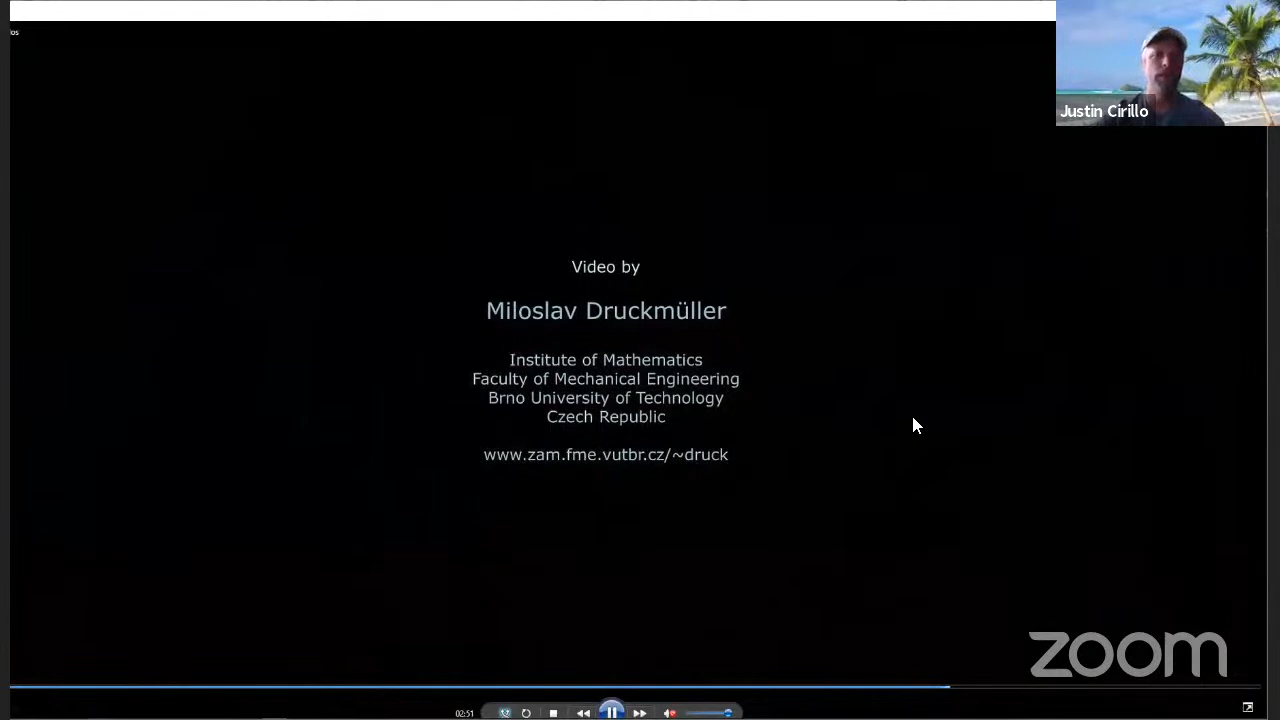 os
Justin Cirillo
Video by
Miloslav Druckmüller
Institute of Mathematics
Faculty of Mechanical Engineering
Brno University of Technology
Czech Republic
www.zam.fme.vutbr.cz/~druck
zoom
02:51